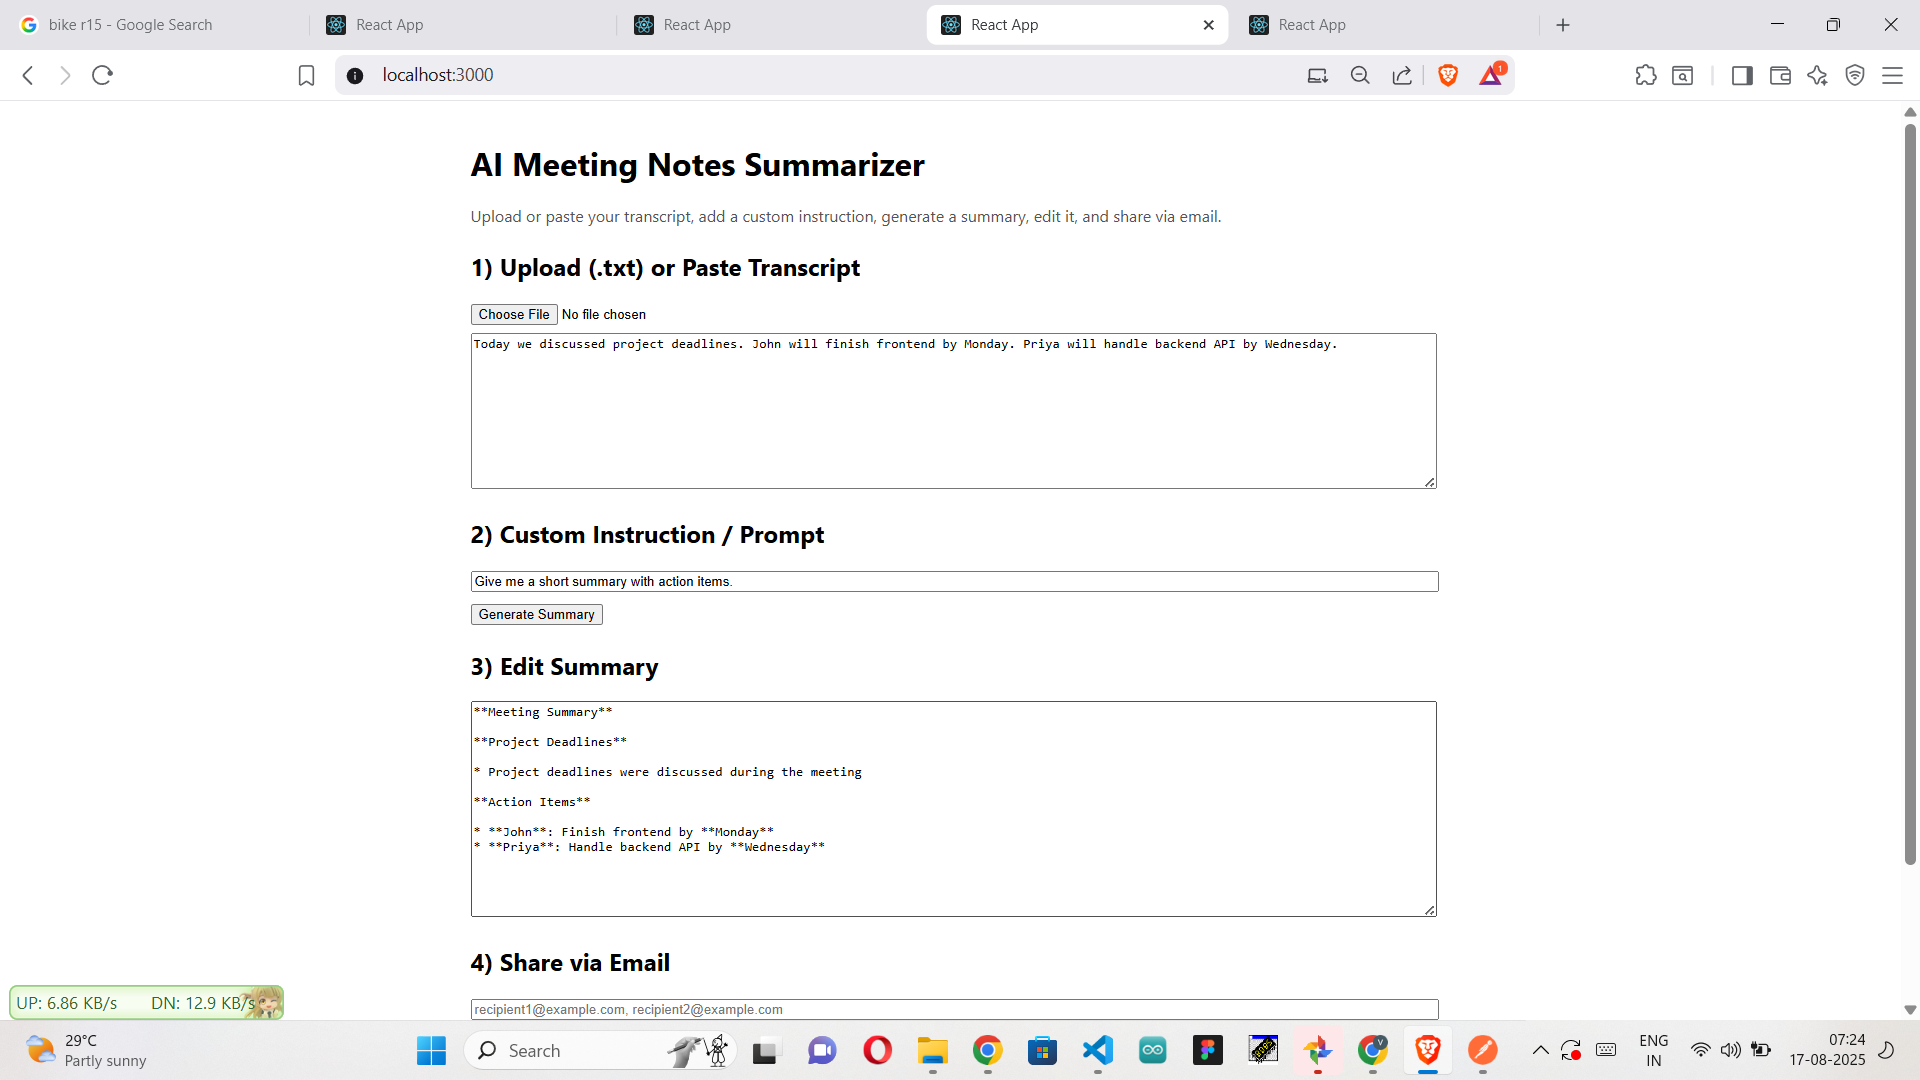 bike r15 - Google Search
React App
React App
React App
React App
localhost:3000
1
AI Meeting Notes Summarizer
Upload or paste your transcript, add a custom instruction, generate a summary, edit it, and share via email.
1) Upload (.txt) or Paste Transcript
Choose File No file chosen
Today we discussed project deadlines. John will finish frontend by Monday. Priya will handle backend API by Wednesday.
2) Custom Instruction / Prompt
Give me a short summary with action items.
Generate Summary
3) Edit Summary
**Meeting Summary**
**Project Deadlines**
* Project deadlines were discussed during the meeting
**Action Items**
* **John**: Finish frontend by **Monday**
* **Priya**: Handle backend API by **Wednesday**
4) Share via Email
recipient1@example.com, recipient2@example.com
UP: 6.86 KB/s DN: 12.9 KB/s
29°C
Partly sunny
Search
V
ENG
IN
07:24
17-08-2025